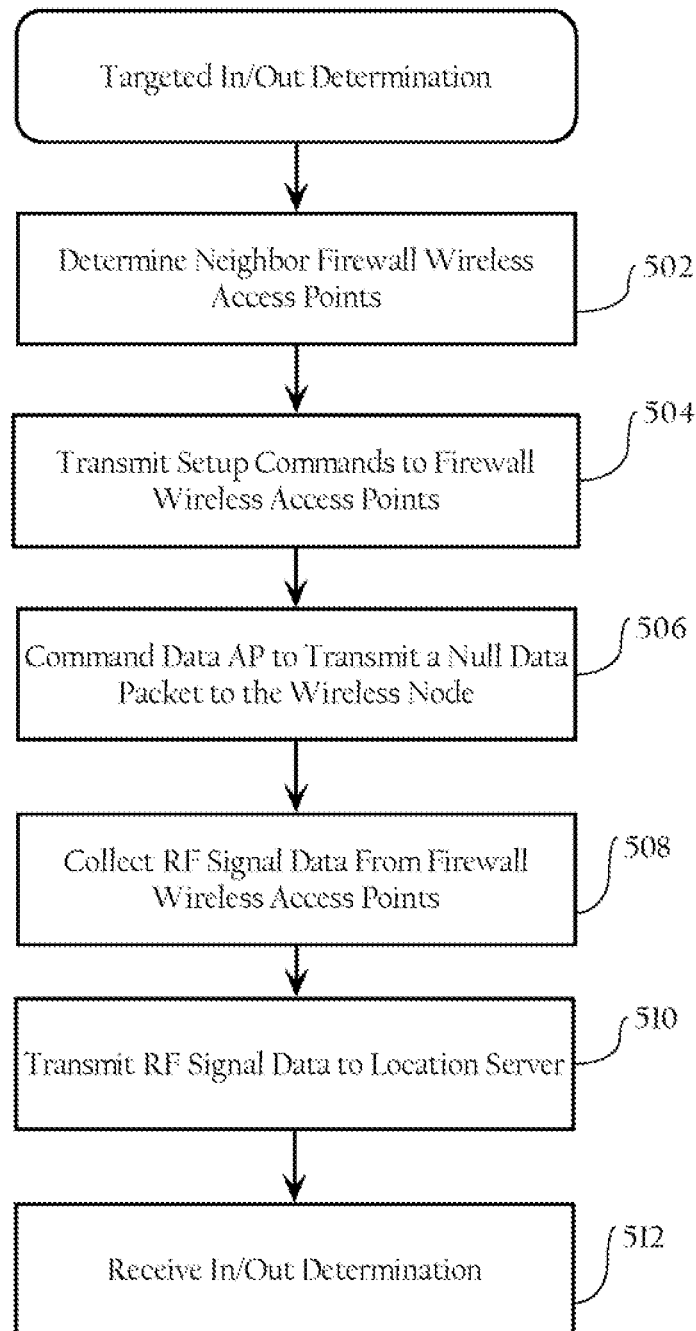 Targeted In/Out Determination
Determine Neighbor Firewall Wireless
Access Points
502
Transmit Setup Commands to Firewall
Wireless Access Points
504
Command Data AP to Transmit a Null Data
Packet to the Wireless Node
506
Collect RF Signal Data From Firewall
Wireless Access Points
508
Transmit RF Signal Data to Location Server
510
Receive In/Out Determination
512